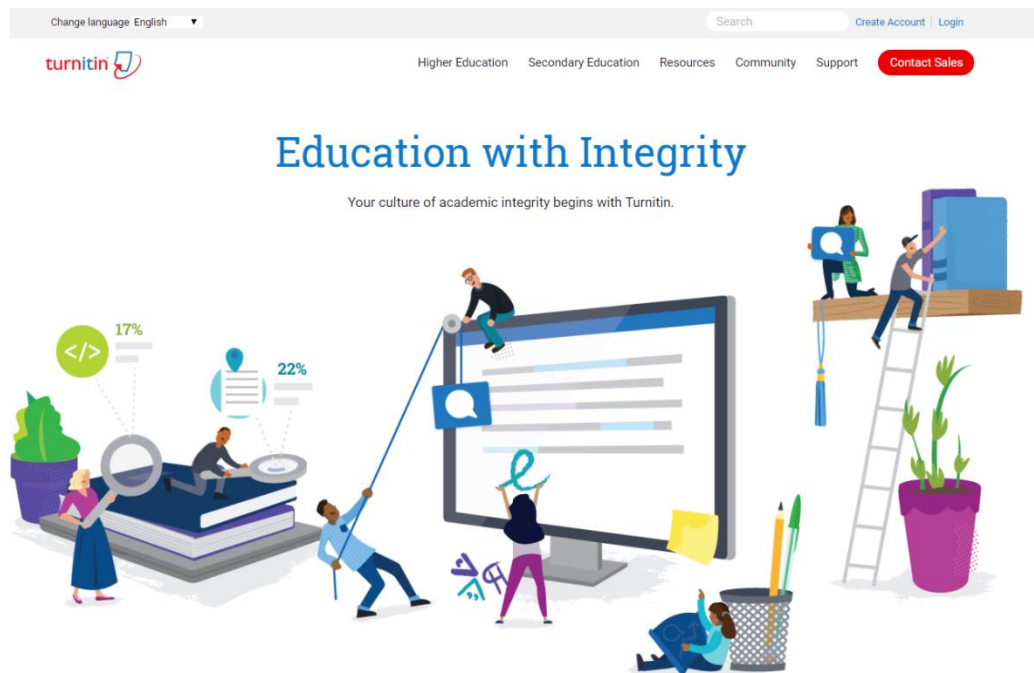 Change language English ▼
Search
Create Account | Login
turnitin
Higher Education Secondary Education Resources Community Support Contact Sales
Education with Integrity
Your culture of academic integrity begins with Turnitin.
17%
</>
22%
e
¶